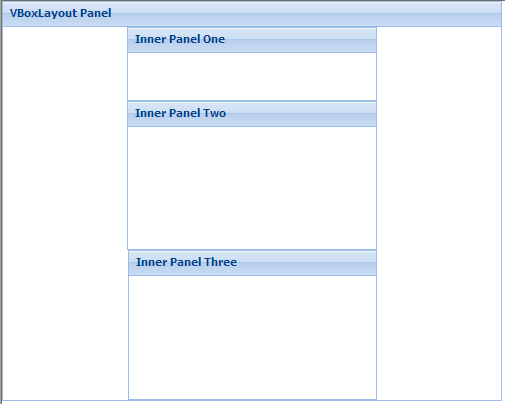 VBoxLayout Panel
Inner Panel One
Inner Panel Two
Inner Panel Three